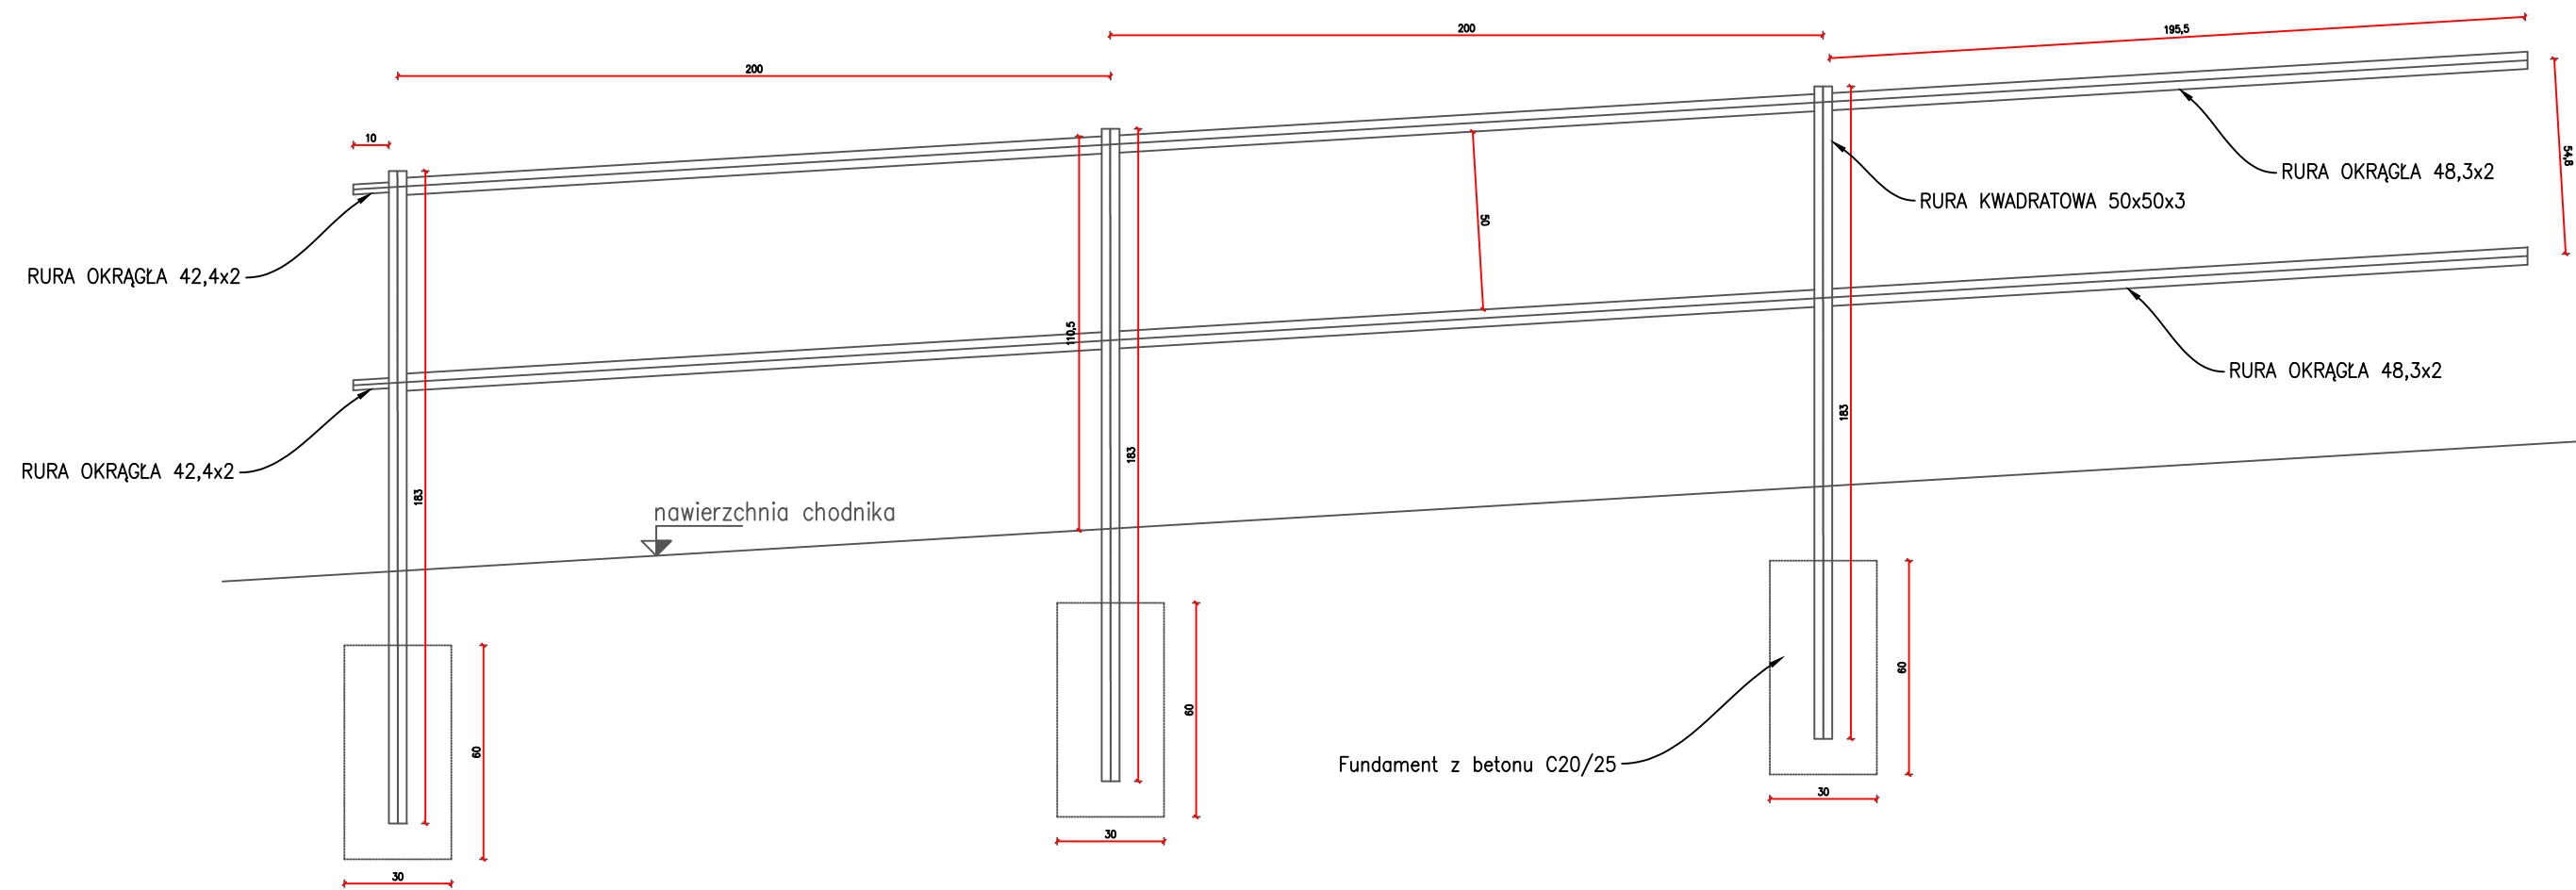 200
195,5
200
10
54,8
RURA OKRĄGŁA 48,3x2
RURA KWADRATOWA 50x50x3
50
RURA OKRĄGŁA 42,4x2
110,5
RURA OKRĄGŁA 48,3x2
183
183
RURA OKRĄGŁA 42,4x2
183
nawierzchnia chodnika
60
60
60
Fundament z betonu C20/25
30
30
30